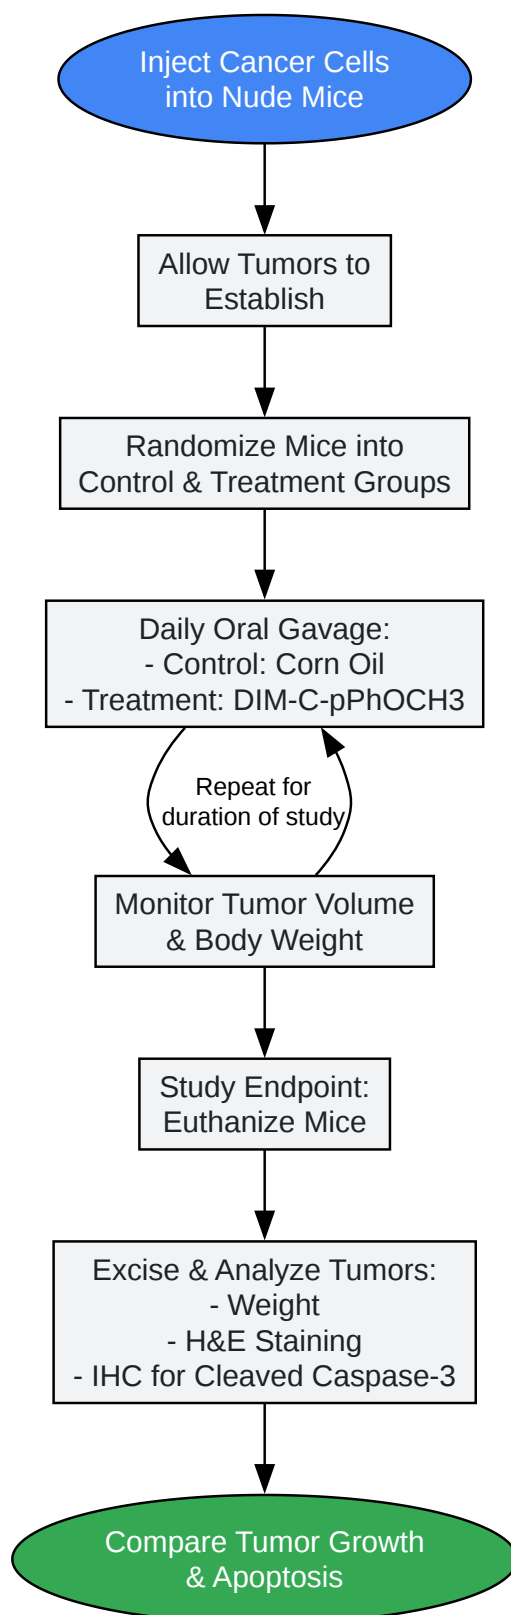 Inject Cancer Cells
into Nude Mice
Allow Tumors to
Establish
Randomize Mice into
Control & Treatment Groups
Daily Oral Gavage:
- Control: Corn Oil
- Treatment: DIM-C-pPhOCH3
Repeat for
duration of study
Monitor Tumor Volume
& Body Weight
Study Endpoint:
Euthanize Mice
Excise & Analyze Tumors:
- Weight
- H&E Staining
- IHC for Cleaved Caspase-3
Compare Tumor Growth
& Apoptosis